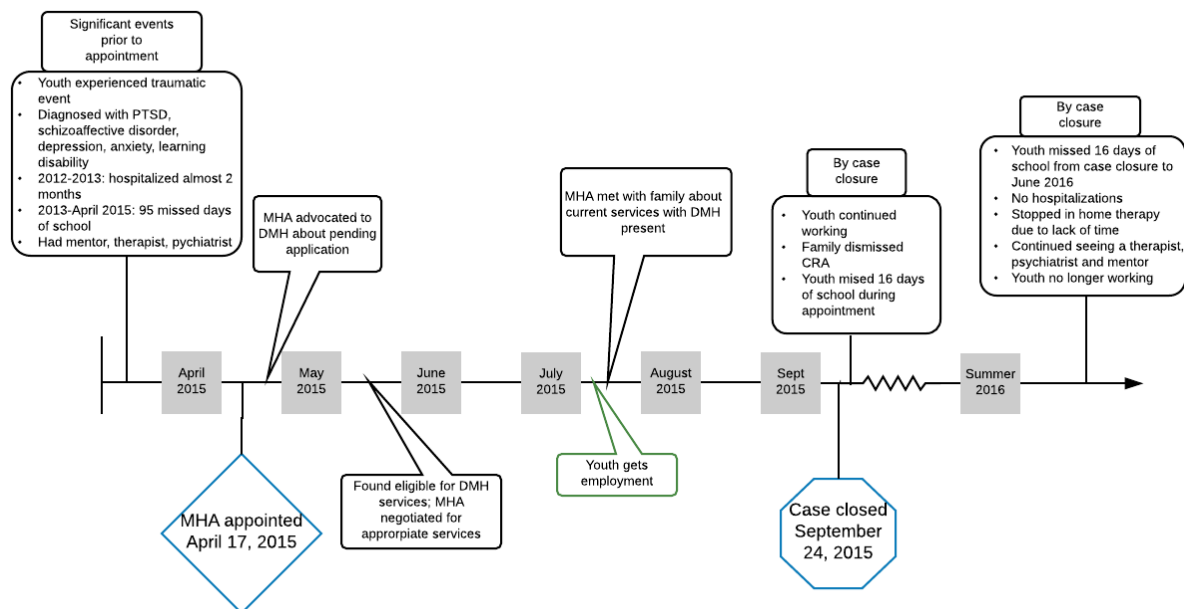 Significant events
prior to
appointment
• Youth experienced traumatic
event
• Diagnosed with PTSD,
schizoaffective disorder,
depression, anxiety, learning
disability
• 2012-2013: hospitalized almost 2
months
• 2013-April 2015: 95 missed days
of school
• Had mentor, therapist, pychiatrist
MHA advocated to
DMH about pending
application
MHA met with family about
current services with DMH
present
By case
closure
• Youth continued
working
• Family dismissed
CRA
• Youth mised 16 days
of school during
appointment
By case
closure
• Youth missed 16 days of
school from case closure to
June 2016
• No hospitalizations
• Stopped in home therapy
due to lack of time
• Continued seeing a therapist,
psychiatrist and mentor
• Youth no longer working
April
2015
May
2015
June
2015
July
2015
August
2015
Sept
2015
Summer
2016
MHA appointed
April 17, 2015
Found eligible for DMH
services; MHA
negotiated for
approrpiate services
Youth gets
employment
Case closed
September
24, 2015